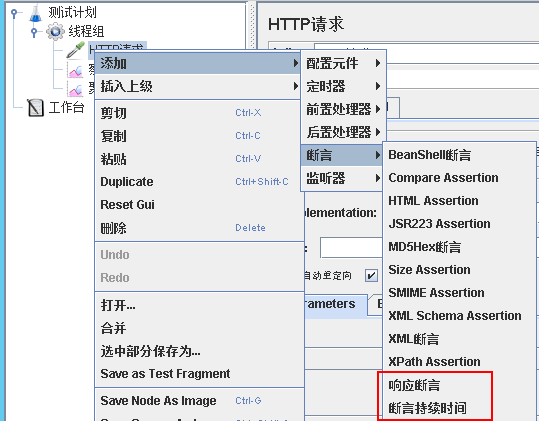 测试计划
线程组
HTTP请求
工作台
HTTP请求
添加
插入上级
剪切 Ctrl-X
复制 Ctrl-C
粘贴 Ctrl-V
Duplicate Ctrl+Shift-C
Reset Gui
删除 Delete
Undo
Redo
打开...
合并
选中部分保存为...
Save as Test Fragment
Save Node As Image Ctrl-G
配置元件
定时器
前置处理器
后置处理器
断言
监听器
plementation:
自动重定向
arameters
BeanShell断言
Compare Assertion
HTML Assertion
JSR223 Assertion
MD5Hex断言
Size Assertion
SMIME Assertion
XML Schema Assertion
XML断言
XPath Assertion
响应断言
断言持续时间